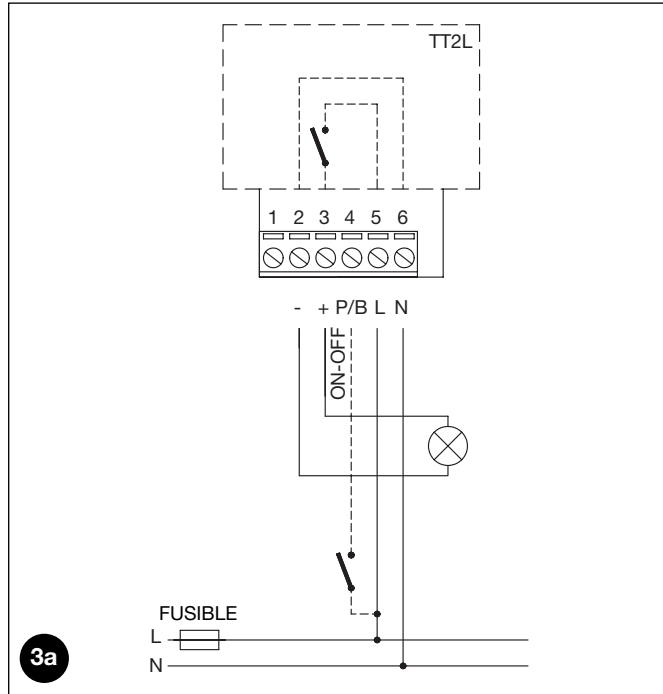 TT2L
1 2 3 4 5 6
- + P/B L N
ON-OFF
FUSIBLE
L
N
3a